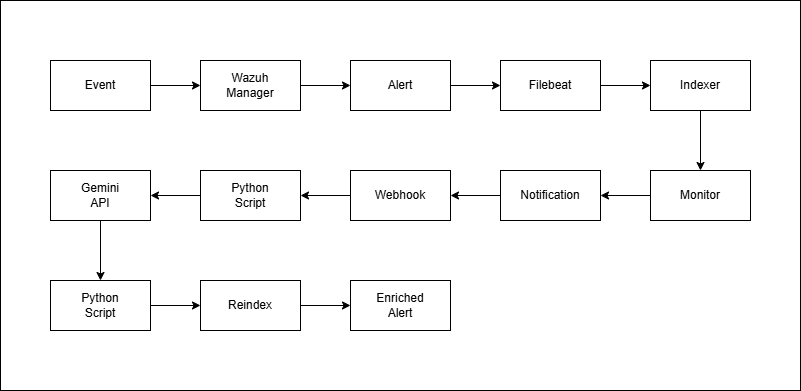 Event
Wazuh
Manager
Alert
Filebeat
Indexer
Gemini
API
Python
Script
Webhook
Notification
Monitor
Python
Script
Reindex
Enriched
Alert